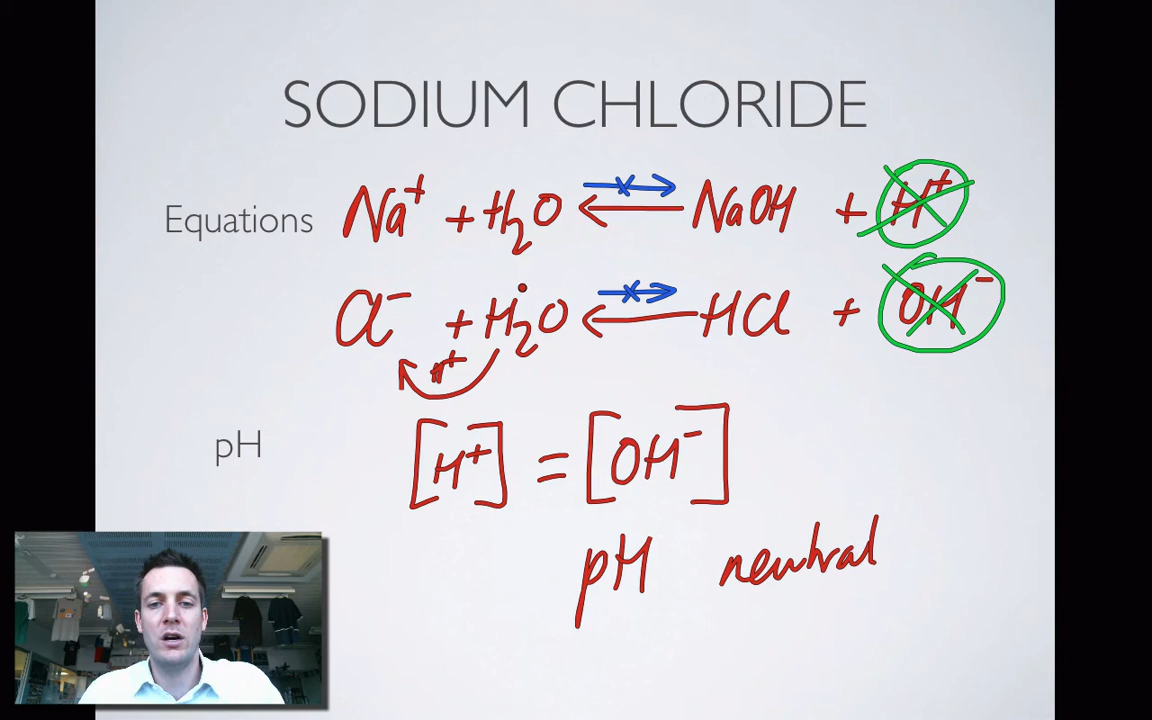 SODIUM CHLORIDE
Equations Na⁺ + H₂O ⇌ NaOH + H⁺
Cl⁻ + H₂O ⇌ HCl + OH⁻
H⁺
pH [H⁺] = [OH⁻]
pH neutral